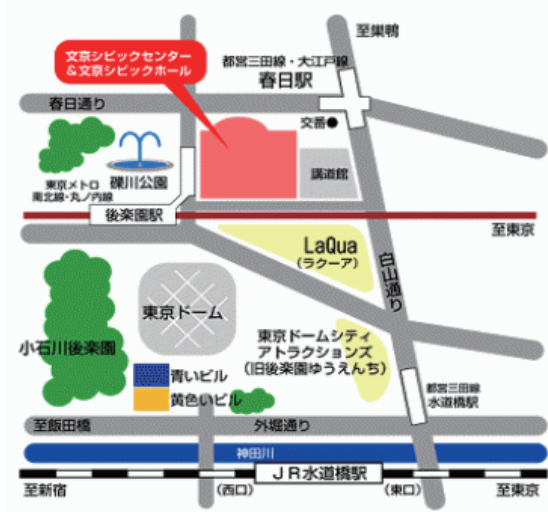 至巣鴨
文京シビックセンター
＆文京シビックホール
都営三田線・大江戸線
春日駅
春日通り
交番●
講道館
礫川公園
東京メトロ
南北線・丸ノ内線
後楽園駅
至東京
LaQua
(ラクーア)
白山通り
東京ドーム
小石川後楽園
東京ドームシティ
アトラクションズ
(旧後楽園ゆうえんち)
青いビル
黄色いビル
都営三田線
水道橋駅
至飯田橋
外堀通り
神田川
JR水道橋駅
至新宿
(西口)
(東口)
至東京